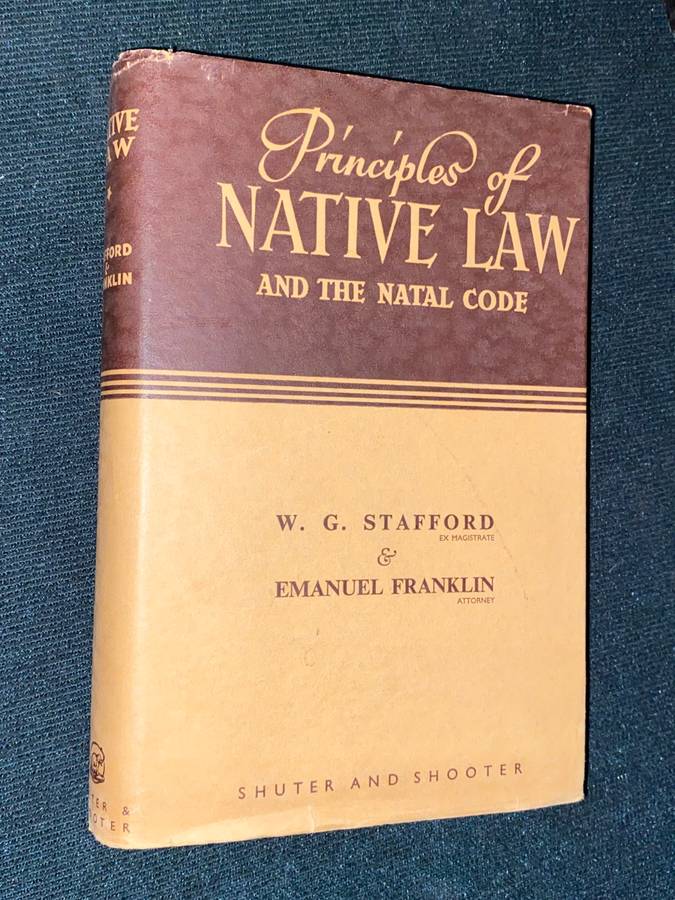 Principles of
NATIVE LAW
AND THE NATAL CODE
W. G. STAFFORD
EX MAGISTRATE
&
EMANUEL FRANKLIN
ATTORNEY
SHUTER AND SHOOTER